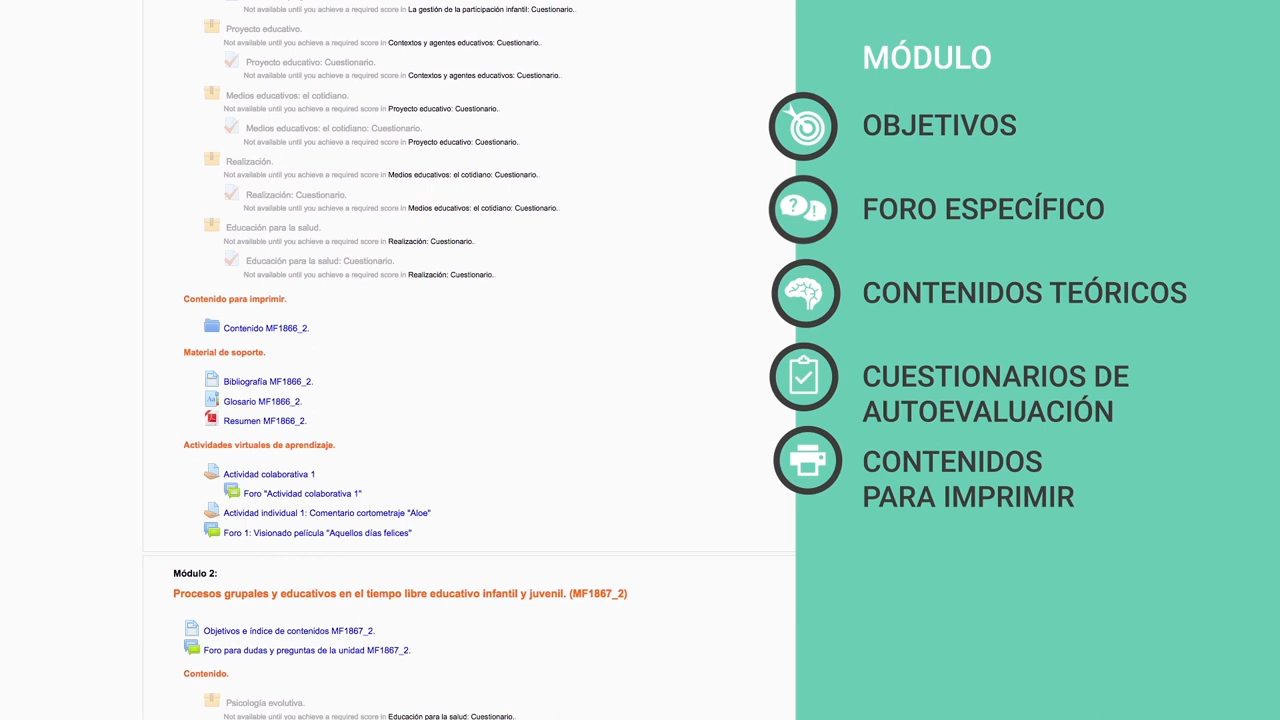 Not available until you achieve a required score in La gestión de la participación infantil: Cuestionario..
Proyecto educativo.
Not available until you achieve a required score in Contextos y agentes educativos: Cuestionario..
Proyecto educativo: Cuestionario.
Not available until you achieve a required score in Contextos y agentes educativos: Cuestionario..
Medios educativos: el cotidiano.
Not available until you achieve a required score in Proyecto educativo: Cuestionario..
Medios educativos: el cotidiano: Cuestionario.
Not available until you achieve a required score in Proyecto educativo: Cuestionario..
Realización.
Not available until you achieve a required score in Medios educativos: el cotidiano: Cuestionario..
Realización: Cuestionario.
Not available until you achieve a required score in Medios educativos: el cotidiano: Cuestionario..
Educación para la salud.
Not available until you achieve a required score in Realización: Cuestionario..
Educación para la salud: Cuestionario.
Not available until you achieve a required score in Realización: Cuestionario..
Contenido para imprimir.
Contenido MF1866_2.
Material de soporte.
Bibliografía MF1866_2.
Glosario MF1866_2.
Resumen MF1866_2.
Actividades virtuales de aprendizaje.
Actividad colaborativa 1
Foro "Actividad colaborativa 1"
Actividad individual 1: Comentario cortometraje "Aloe"
Foro 1: Visionado película "Aquellos días felices"
Módulo 2:
Procesos grupales y educativos en el tiempo libre educativo infantil y juvenil. (MF1867_2)
Objetivos e índice de contenidos MF1867_2.
Foro para dudas y preguntas de la unidad MF1867_2.
Contenido.
Psicología evolutiva.
Not available until you achieve a required score in Educación para la salud: Cuestionario..
MÓDULO
OBJETIVOS
FORO ESPECÍFICO
CONTENIDOS TEÓRICOS
CUESTIONARIOS DE
AUTOEVALUACIÓN
CONTENIDOS
PARA IMPRIMIR